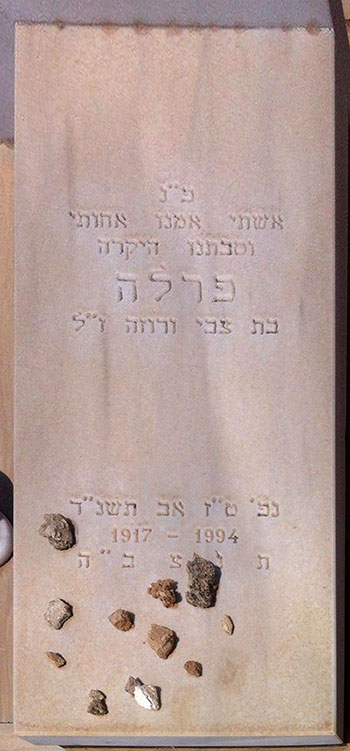 פ"נ
אשתי אמנו אחותי
וסבתנו היקרה
פרלה
בת צבי ורוזה ז"ל
נפ' ט"ז אב תשנ"ד
1917 - 1994
ת נ צ ב "ה